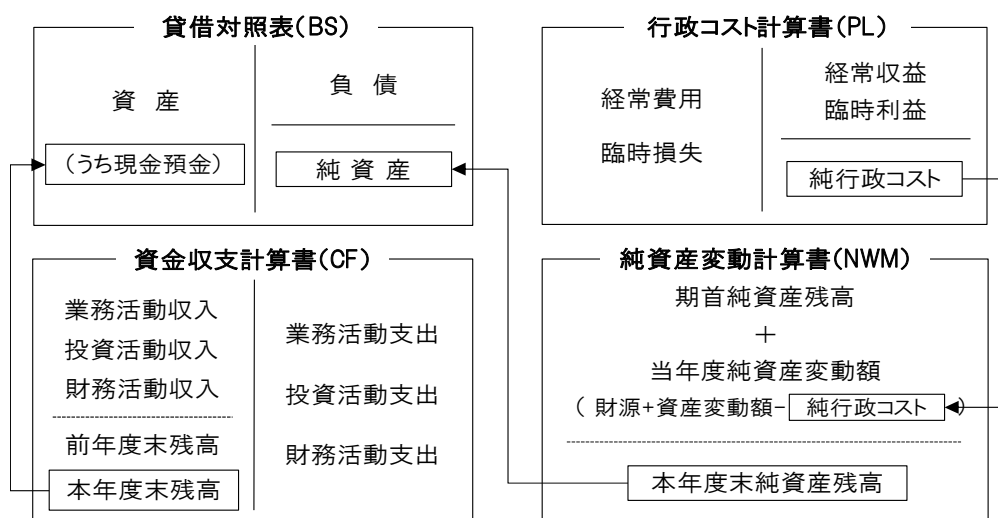 貸借対照表(BS)
資 産
(うち現金預金)
負 債
純 資 産
行政コスト計算書(PL)
経常費用
臨時損失
経常収益
臨時利益
純行政コスト
資金収支計算書(CF)
業務活動収入
投資活動収入
財務活動収入
前年度末残高
本年度末残高
業務活動支出
投資活動支出
財務活動支出
純資産変動計算書(NWM)
期首純資産残高
+
当年度純資産変動額
( 財源+資産変動額-純行政コスト )
本年度末純資産残高